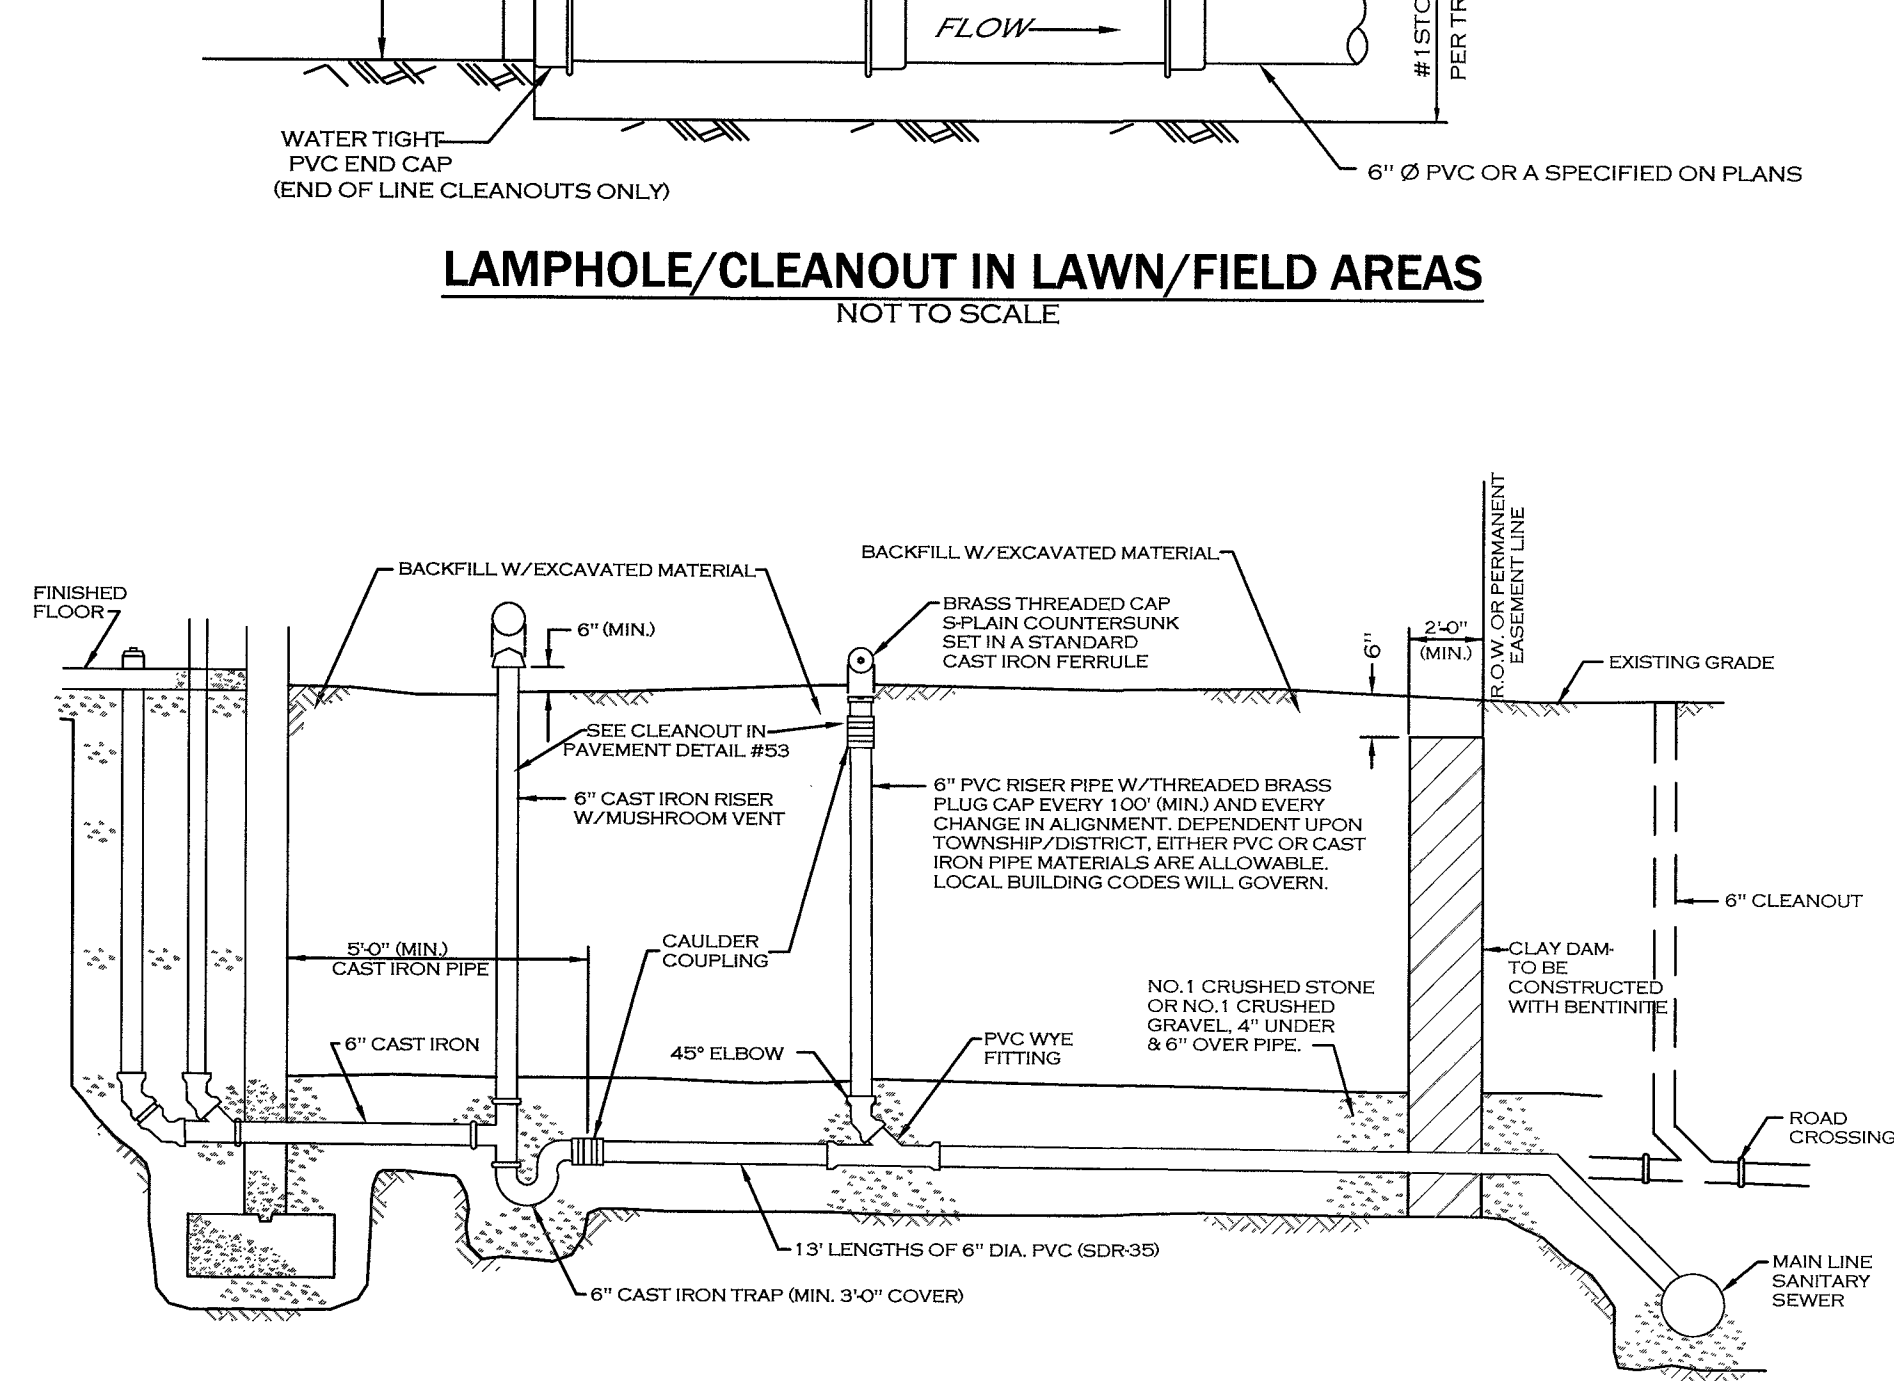 FLOW
# 1STO
PER TR
WATER TIGHT
PVC END CAP
(END OF LINE CLEANOUTS ONLY)
6" Ø PVC OR A SPECIFIED ON PLANS
LAMPHOLE/CLEANOUT IN LAWN/FIELD AREAS
NOT TO SCALE
R.O.W. OR PERMANENT
EASEMENT LINE
BACKFILL W/EXCAVATED MATERIAL
BACKFILL W/EXCAVATED MATERIAL
FINISHED
FLOOR
6" (MIN.)
BRASS THREADED CAP
S-PLAIN COUNTERSUNK
SET IN A STANDARD
CAST IRON FERRULE
6"
2'-0"
(MIN.)
EXISTING GRADE
SEE CLEANOUT IN
PAVEMENT DETAIL #53
6" CAST IRON RISER
W/MUSHROOM VENT
6" PVC RISER PIPE W/THREADED BRASS
PLUG CAP EVERY 100' (MIN.) AND EVERY
CHANGE IN ALIGNMENT. DEPENDENT UPON
TOWNSHIP/DISTRICT, EITHER PVC OR CAST
IRON PIPE MATERIALS ARE ALLOWABLE.
LOCAL BUILDING CODES WILL GOVERN.
6" CLEANOUT
5'-0" (MIN.)
CAST IRON PIPE
CAULDER
COUPLING
CLAY DAM-
TO BE
CONSTRUCTED
WITH BENTINITE
NO.1 CRUSHED STONE
OR NO.1 CRUSHED
GRAVEL, 4" UNDER
& 6" OVER PIPE.
6" CAST IRON
45° ELBOW
PVC WYE
FITTING
ROAD
CROSSING
13' LENGTHS OF 6" DIA. PVC (SDR-35)
6" CAST IRON TRAP (MIN. 3'-0" COVER)
MAIN LINE
SANITARY
SEWER